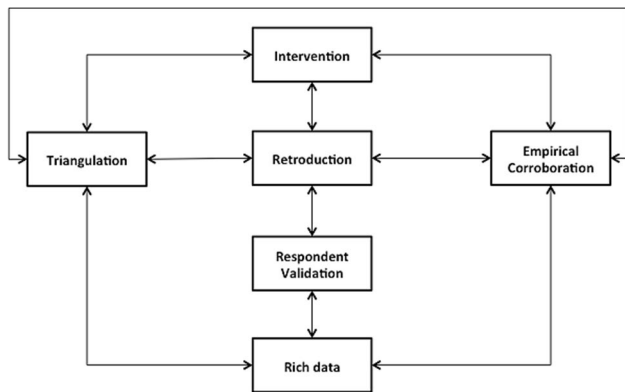 Intervention
Triangulation
Retroduction
Empirical
Corroboration
Respondent
Validation
Rich data